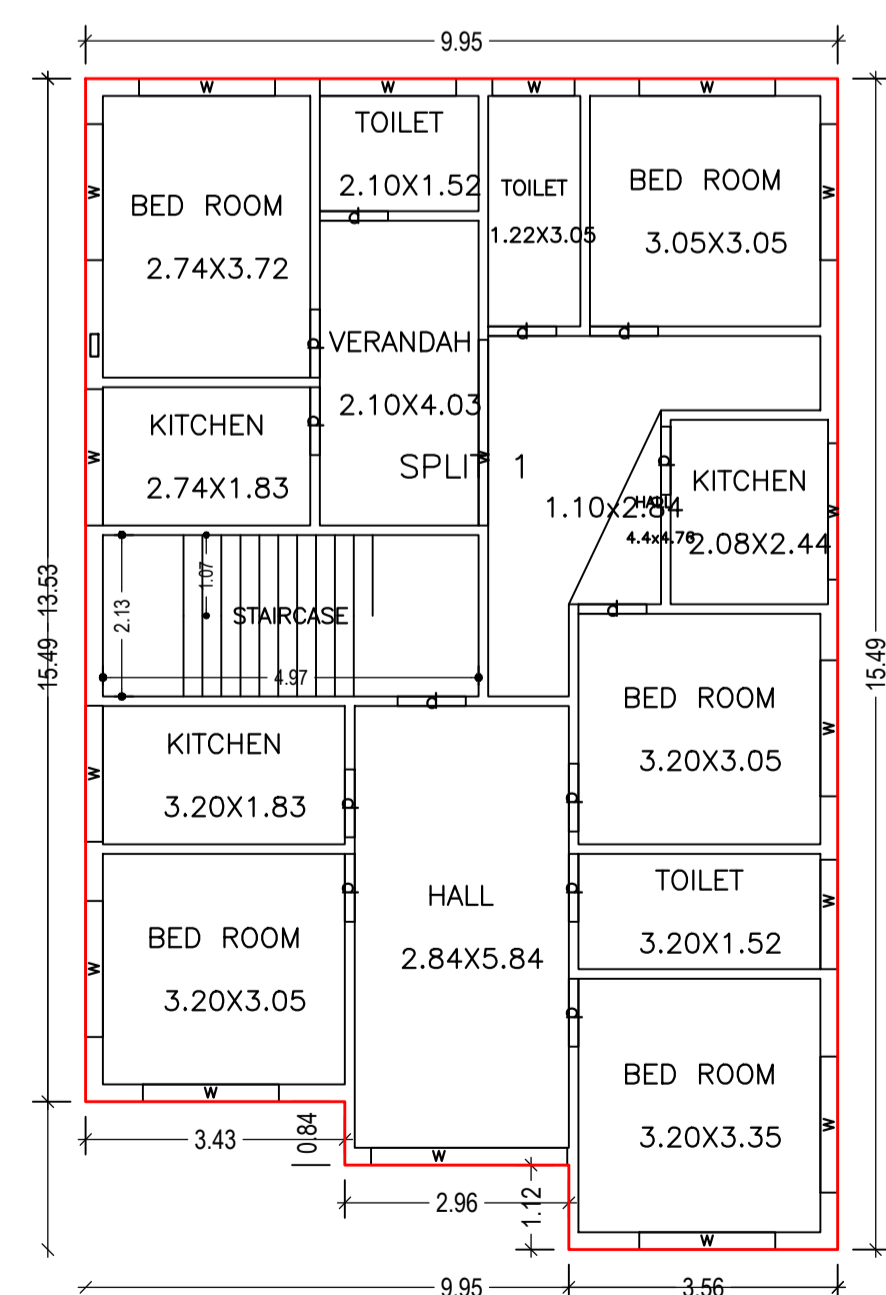 9.95
W
W
W
W
TOILET
2.10X1.52
TOILET
1.22X3.05
BED ROOM
3.05X3.05
W
W
BED ROOM
2.74X3.72
d
d
d
d
VERANDAH
2.10X4.03
d
KITCHEN
2.74X1.83
W
SPLIT 1
W
d
KITCHEN
2.08X2.44
W
1.10x2.84
HALL
4.4x4.76
15.49
13.53
15.49
2.13
1.07
STAIRCASE
4.97
d
d
BED ROOM
3.20X3.05
W
KITCHEN
3.20X1.83
W
d
d
HALL
2.84X5.84
d
d
TOILET
3.20X1.52
W
BED ROOM
3.20X3.05
W
W
d
BED ROOM
3.20X3.35
W
W
W
3.43
0.84
2.96
1.12
9.95
3.56